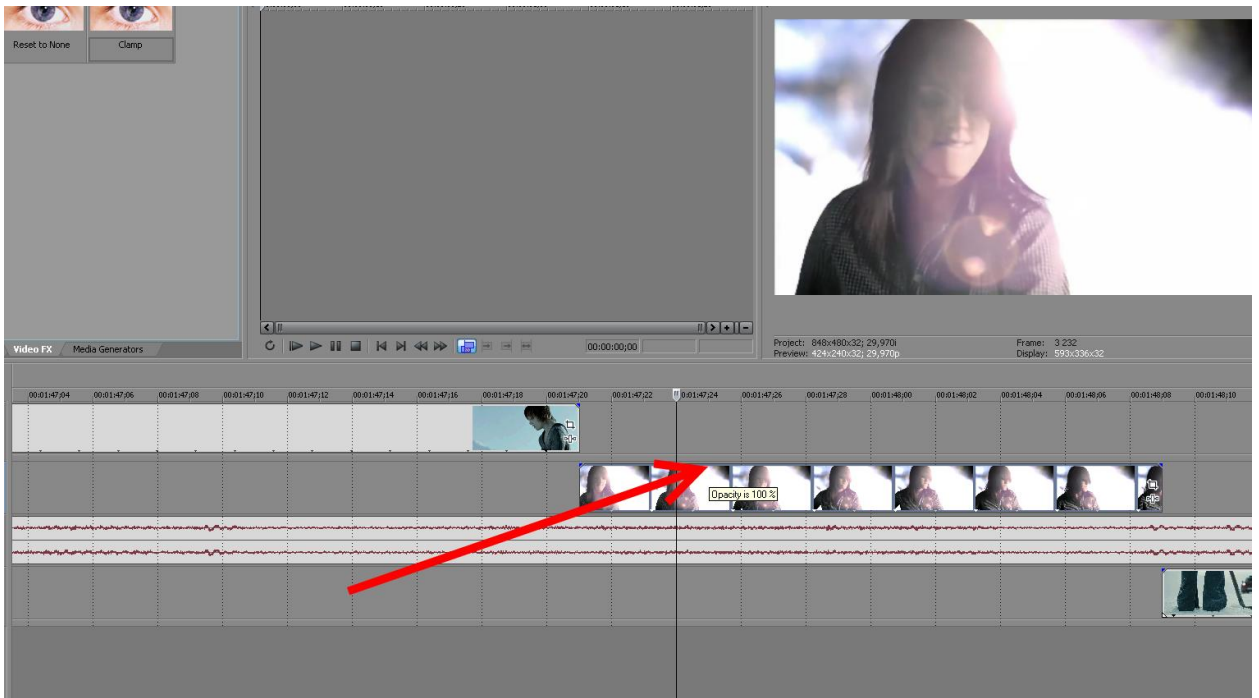 Reset to None
Clamp
Video FX
Media Generators
00:00:00;00
Project: 848x480x32; 29,970i
Preview: 424x240x32; 29,970p
Frame: 3 232
Display: 593x336x32
00:01:47;04 00:01:47;06 00:01:47;08 00:01:47;10 00:01:47;12 00:01:47;14 00:01:47;16 00:01:47;18 00:01:47;20 00:01:47;22 0:01:47;24 00:01:47;26 00:01:47;28 00:01:48;00 00:01:48;02 00:01:48;04 00:01:48;06 00:01:48;08 00:01:48;10
Opacity is 100 %